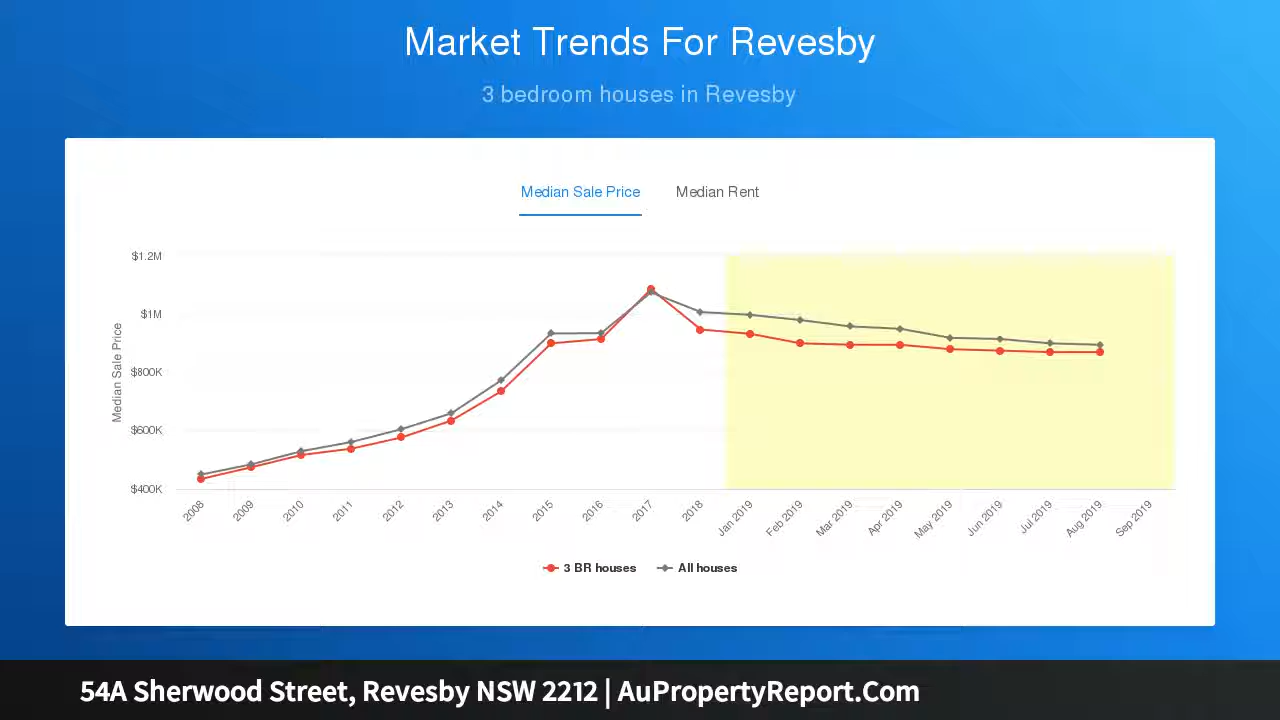 Market Trends For Revesby
3 bedroom houses in Revesby
Median Sale Price Median Rent
$1.2M
$1M
$800K
$600K
$400K
Median Sale Price
2008 2009 2010 2011 2012 2013 2014 2015 2016 2017 2018 Jan 2019 Feb 2019 Mar 2019 Apr 2019 May 2019 Jun 2019 Jul 2019 Aug 2019 Sep 2019
3 BR houses All houses
54A Sherwood Street, Revesby NSW 2212 | AuPropertyReport.Com